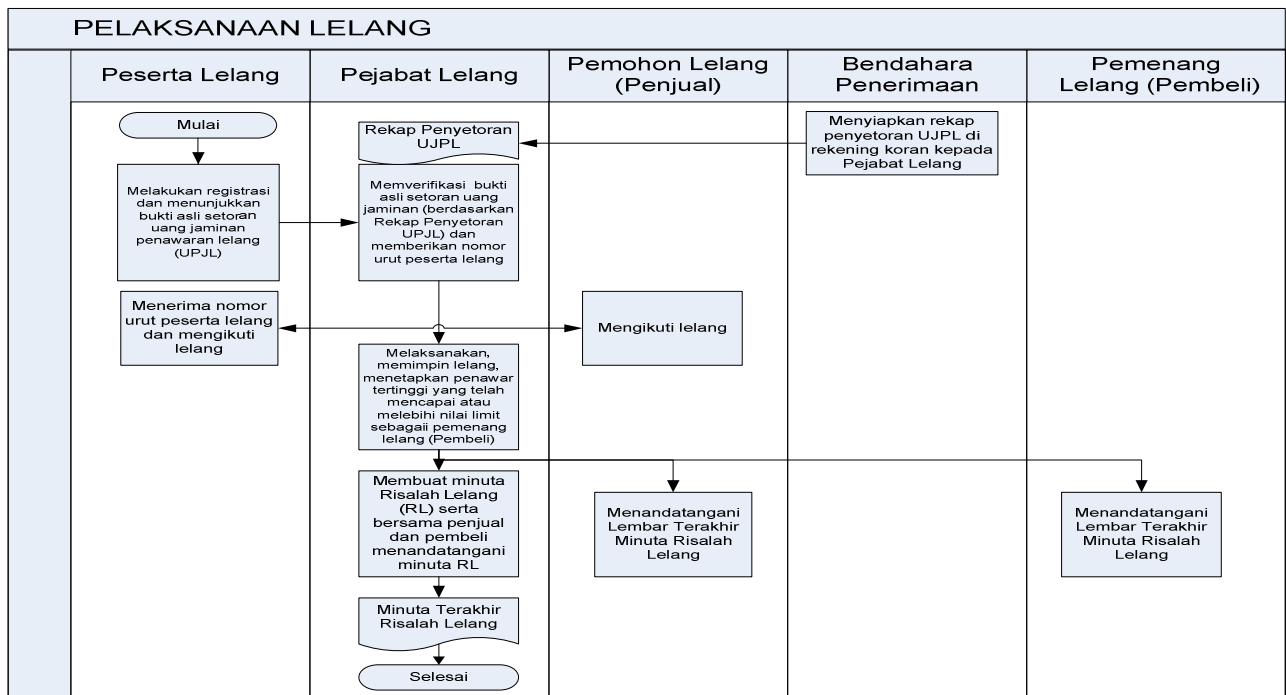 PELAKSANAAN LELANG
Peserta Lelang
Pejabat Lelang
Pemohon Lelang
(Penjual)
Bendahara
Penerimaan
Pemenang
Lelang (Pembeli)
Mulai
Rekap Penyetoran
UJPL
Menyiapkan rekap
penyetoran UJPL di
rekening koran kepada
Pejabat Lelang
Melakukan registrasi
dan menunjukkan
bukti asli setoran
uang jaminan
penawaran lelang
(UPJL)
Memverifikasi bukti
asli setoran uang
jaminan (berdasarkan
Rekap Penyetoran
UPJL) dan
memberikan nomor
urut peserta lelang
Menerima nomor
urut peserta lelang
dan mengikuti
lelang
Mengikuti lelang
Melaksanakan,
memimpin lelang,
menetapkan penawar
tertinggi yang telah
mencapai atau
melebihi nilai limit
sebagaii pemenang
lelang (Pembeli)
Membuat minuta
Risalah Lelang
(RL) serta
bersama penjual
dan pembeli
menandatangani
minuta RL
Menandatangani
Lembar Terakhir
Minuta Risalah
Lelang
Menandatangani
Lembar Terakhir
Minuta Risalah
Lelang
Minuta Terakhir
Risalah Lelang
Selesai